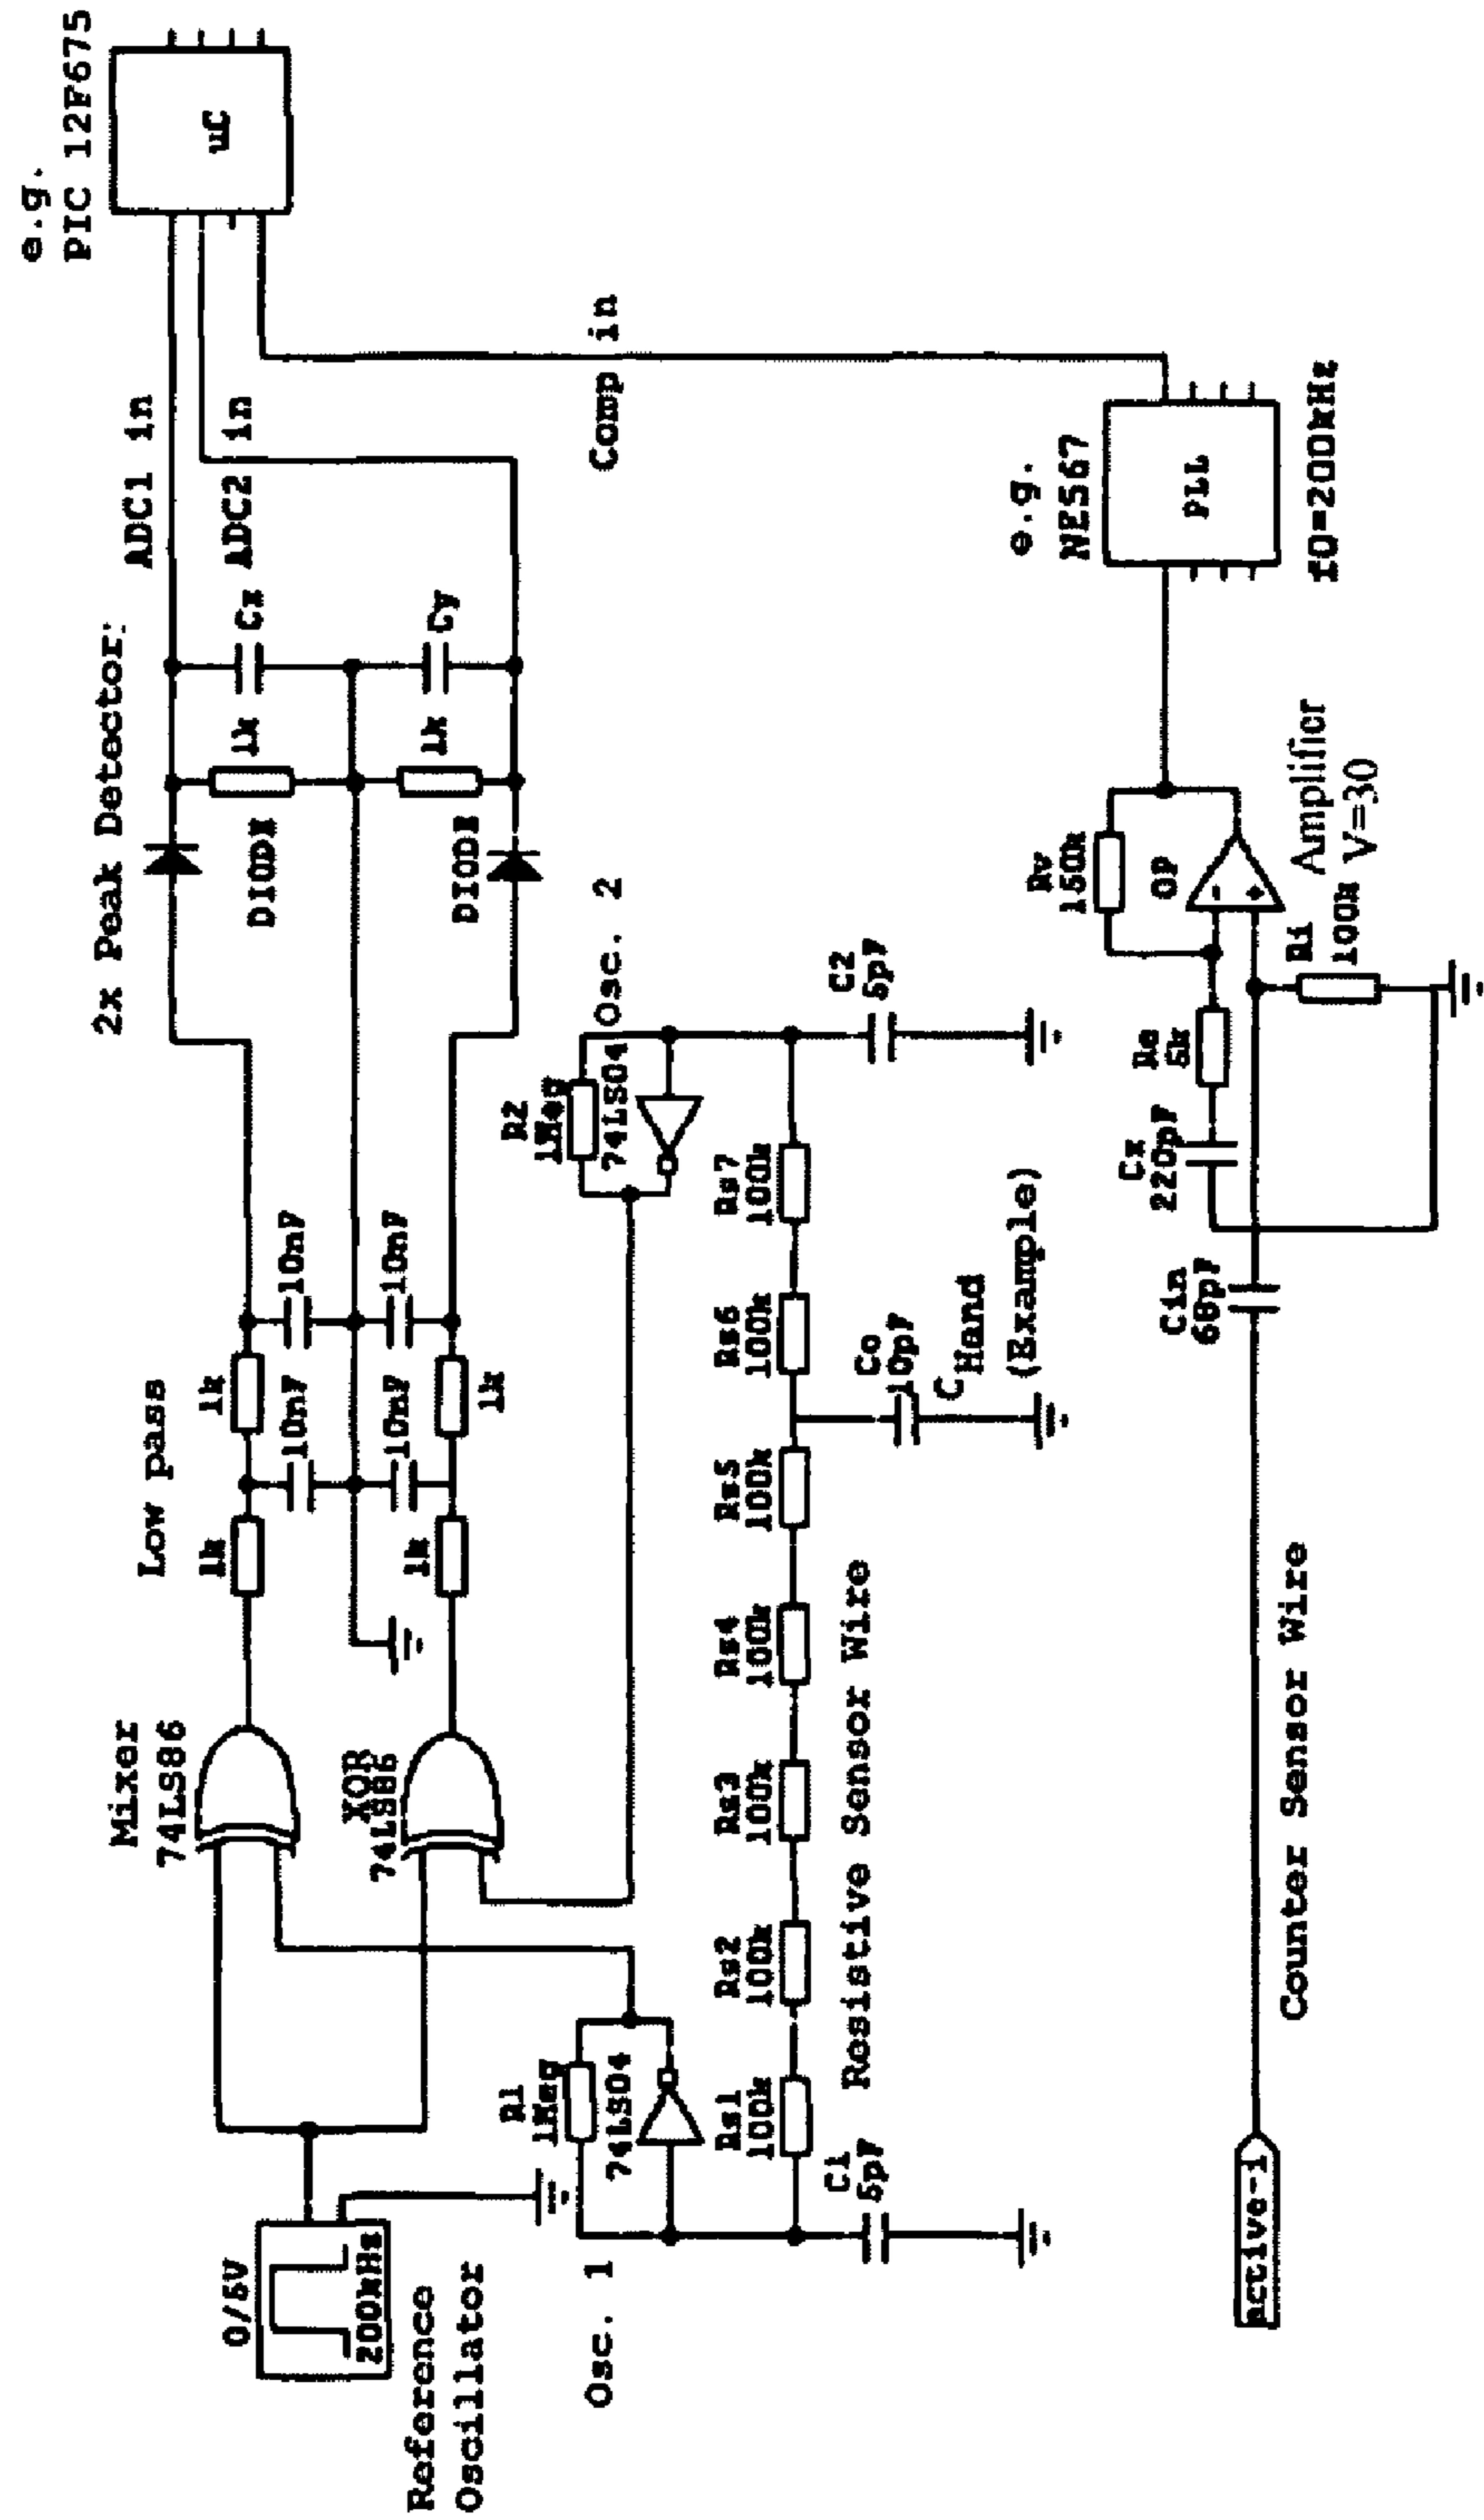 e.g.
PIC 12F675
uC
2x Peak Detector
ADC1 in
ADC2 in
Comp in
Cx
Cy
1k
1k
DIODE
DIODE
Low pass
1k
1k
10nF
10nF
10nF
10nF
1k
1k
Mixer
74LS86
XOR
74LS86
0/5V
200kHz
Reference
Oscilator
Osc. 1
R1
1Meg
74LS04
Osc. 2
R2
1Meg
74LS04
Rs1
100k
Rs2
100k
Rs3
100k
Rs4
100k
Rs5
100k
Rs6
100k
Rs7
100k
C1
5pF
C2
5pF
Co
10pF
C Hand
(Example)
Resistive Sensor Wire
e.g.
NE567
PLL
f0=200kHz
Rv
150k
OP
-
+
Amplifier
V=30
Re
5k
Cx
220pF
Ri
100k
Cin
68pF
Counter Sensor Wire
Active-1